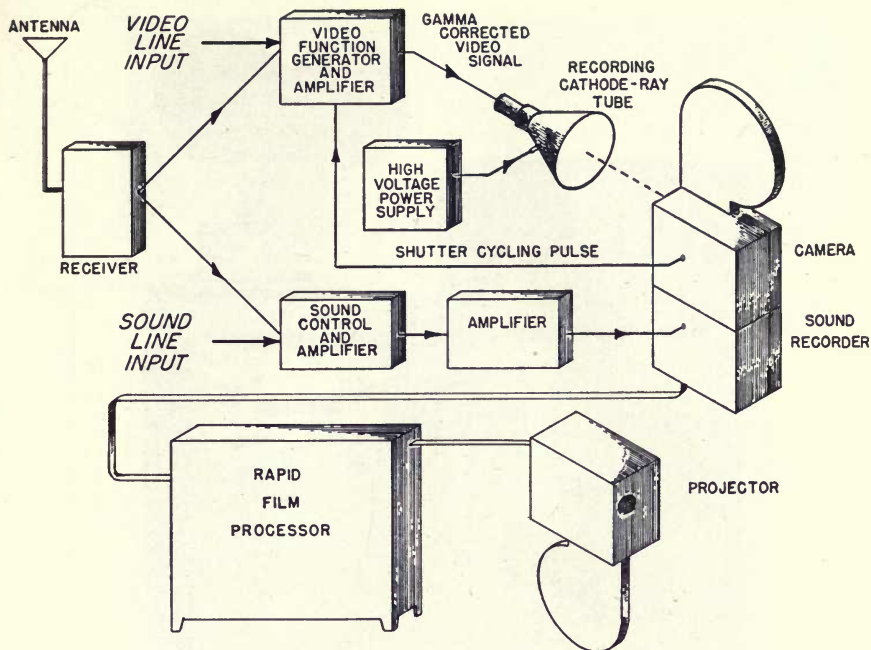 ANTENNA
VIDEO
LINE
INPUT
VIDEO
FUNCTION
GENERATOR
AND
AMPLIFIER
GAMMA
CORRECTED
VIDEO
SIGNAL
RECORDING
CATHODE-RAY
TUBE
HIGH
VOLTAGE
POWER
SUPPLY
RECEIVER
SHUTTER CYCLING PULSE
CAMERA
SOUND
LINE
INPUT
SOUND
CONTROL
AND
AMPLIFIER
AMPLIFIER
SOUND
RECORDER
RAPID
FILM
PROCESSOR
PROJECTOR